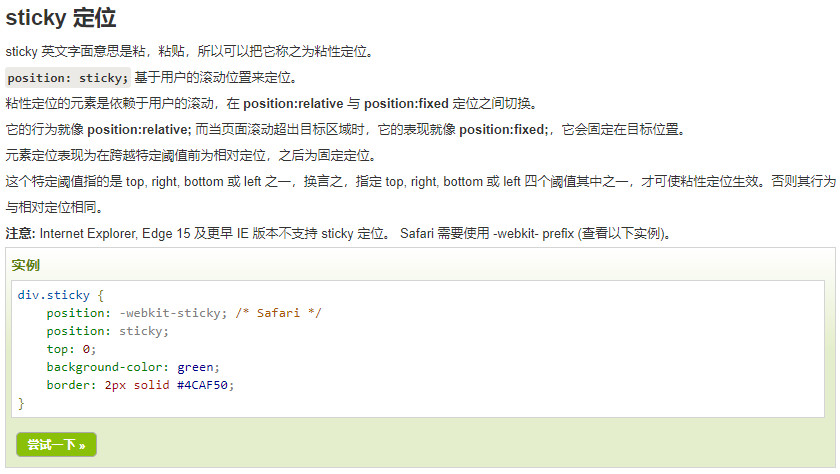 sticky 定位
sticky 英文字面意思是粘，粘贴，所以可以把它称之为粘性定位。
position: sticky; 基于用户的滚动位置来定位。
粘性定位的元素是依赖于用户的滚动，在 position:relative 与 position:fixed 定位之间切换。
它的行为就像 position:relative; 而当页面滚动超出目标区域时，它的表现就像 position:fixed;，它会固定在目标位置。
元素定位表现为在跨越特定阈值前为相对定位，之后为固定定位。
这个特定阈值指的是 top, right, bottom 或 left 之一，换言之，指定 top, right, bottom 或 left 四个阈值其中之一，才可使粘性定位生效。否则其行为
与相对定位相同。
注意: Internet Explorer, Edge 15 及更早 IE 版本不支持 sticky 定位。 Safari 需要使用 -webkit- prefix (查看以下实例)。
实例
div.sticky {
    position: -webkit-sticky; /* Safari */
    position: sticky;
    top: 0;
    background-color: green;
    border: 2px solid #4CAF50;
}
尝试一下 »